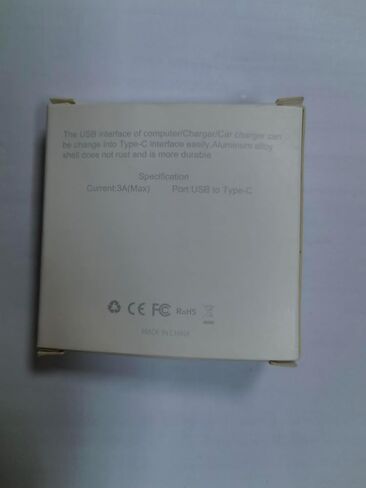 The USB interface of computer/Charger/Car charger can
be change into Type-C interface easily.Aluminum alloy
shell does not rust and is more durable
Specification
Current:3A(Max) Port USB to Type-C
CE FC RoHS
MADE IN CHINA